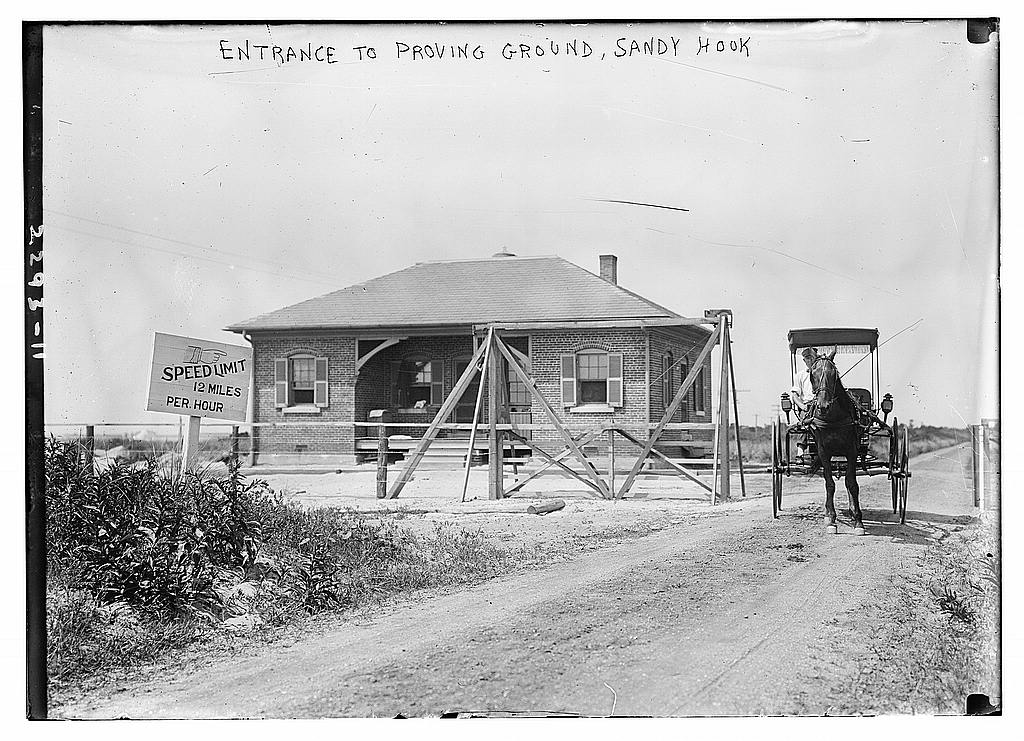 ENTRANCE TO PROVING GROUND, SANDY HOOK
2293-11
SPEED LIMIT
12 MILES
PER. HOUR